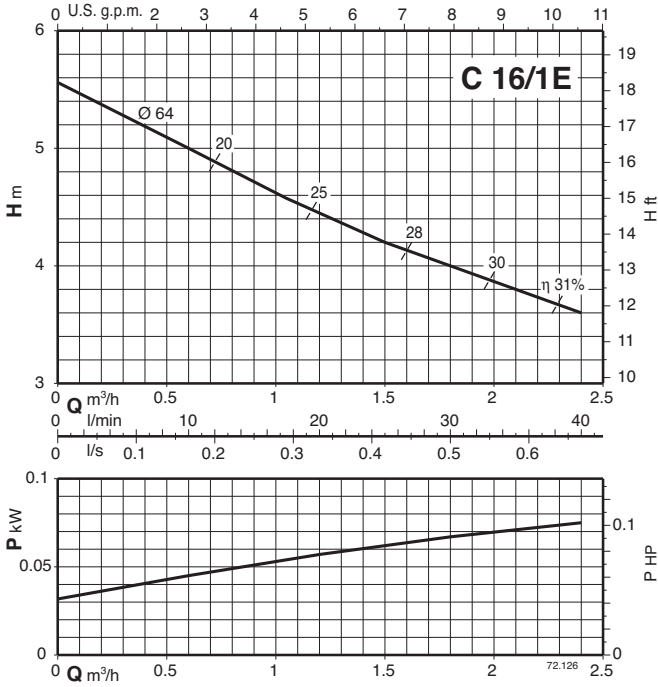 0 U.S. g.p.m. 2 3 4 5 6 7 8 9 10 11
6
C 16/1E
19
18
Ø 64
17
20
5
16
H m
25
15
H ft
28
14
30
4
13
η 31%
12
11
3
10
0 Q m³/h 0.5 1 1.5 2 2.5
0 l/min 10 20 30 40
0 l/s 0.1 0.2 0.3 0.4 0.5 0.6
0.1
P kW
0.1
0.05
P HP
0
0
72.126
0 Q m³/h 0.5 1 1.5 2 2.5